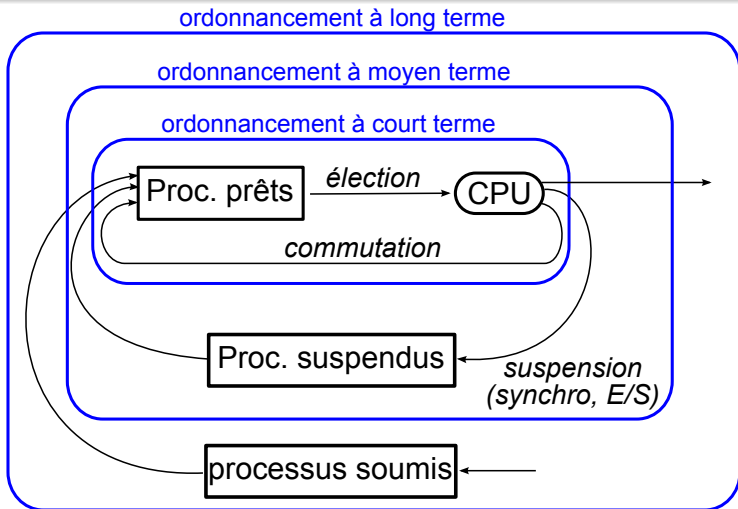 ordonnancement à long terme
ordonnancement à moyen terme
ordonnancement à court terme
Proc. prêts
élection
CPU
commutation
Proc. suspendus
suspension
(synchro, E/S)
processus soumis